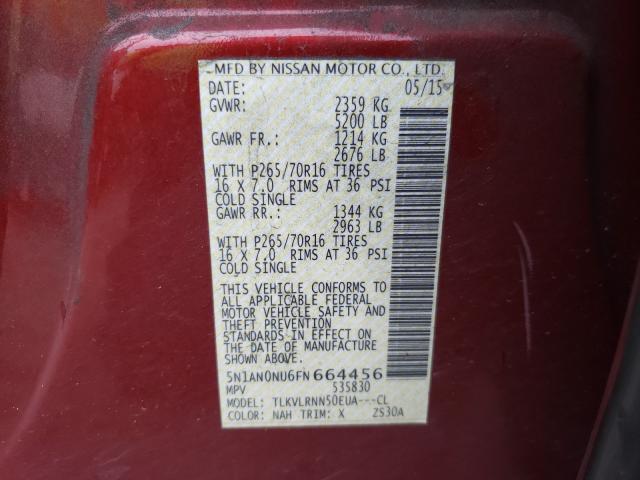 MFD BY NISSAN MOTOR CO., LTD.
DATE: 05/15
GVWR: 2359 KG
5200 LB
GAWR FR.: 1214 KG
2676 LB
WITH P265/70R16 TIRES
16 X 7.0 RIMS AT 36 PSI
COLD SINGLE
GAWR RR.: 1344 KG
2963 LB
WITH P265/70R16 TIRES
16 X 7.0 RIMS AT 36 PSI
COLD SINGLE
THIS VEHICLE CONFORMS TO
ALL APPLICABLE FEDERAL
MOTOR VEHICLE SAFETY AND
THEFT PREVENTION
STANDARDS IN EFFECT ON
THE DATE OF MANUFACTURE
SHOWN ABOVE.
5N1AN0NU6FN664456
MPV 535830
MODEL: TLKVLRNN50EUA---CL
COLOR: NAH TRIM: X ZS30A